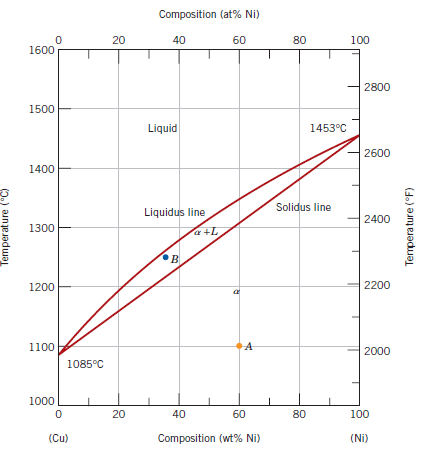 Composition (at% Ni)
0 20 40 60 80 100
1600
2800
1500
Liquid 1453°C
2600
1400
Solidus line
Liquidus line
2400
1300
α +L
B
Temperature (°C)
Temperature (°F)
1200
α
2200
1100
A
2000
1085°C
1000
0 20 40 60 80 100
(Cu) Composition (wt% Ni) (Ni)